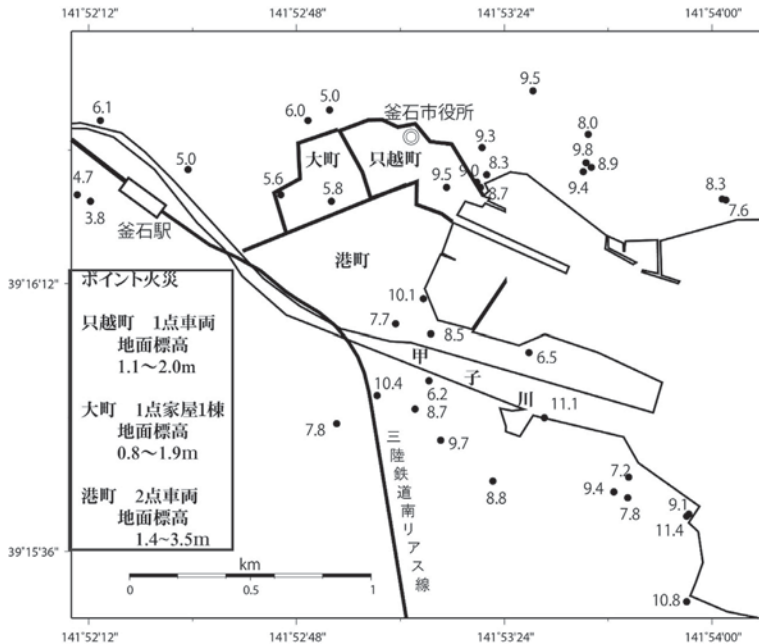 141°52'12"
141°52'48"
141°53'24"
141°54'00"
9.5
6.1
6.0
5.0
釜石市役所
8.0
9.3
大町
只越町
9.8
5.0
8.3
8.9
9.0
9.4
4.7
5.6
5.8
9.5
8.7
8.3
3.8
7.6
釜石駅
港町
39°16'12"
ポイント火災
10.1
只越町 1点車両
7.7
8.5
地面標高
甲子川
6.5
1.1〜2.0m
10.4
6.2
大町 1点家屋1棟
8.7
11.1
地面標高
7.8
三陸鉄道南リアス線
9.7
0.8〜1.9m
7.2
港町 2点車両
8.8
9.4
7.8
地面標高
9.1
1.4~3.5m
11.4
39°15'36"
km
0
0.5
1
10.8
141°52'12"
141°52'48"
141°53'24"
141°54'00"